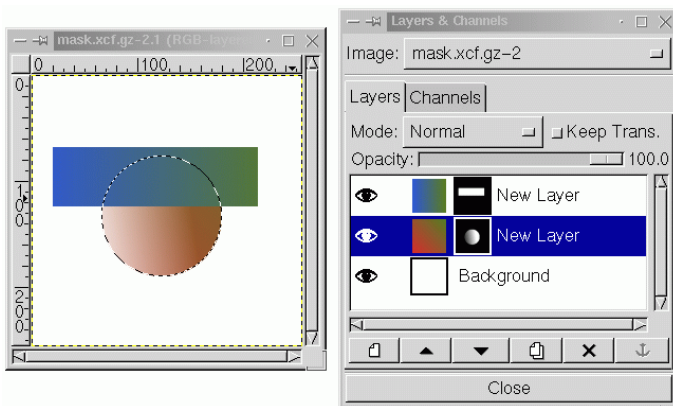 mask.xcf.gz-2.1 (RGB-laye
0 100 200
0
1 0 0
2 0 0
Layers & Channels
Image: mask.xcf.gz-2
Layers Channels
Mode: Normal Keep Trans.
Opacity: 100.0
New Layer
New Layer
Background
Close